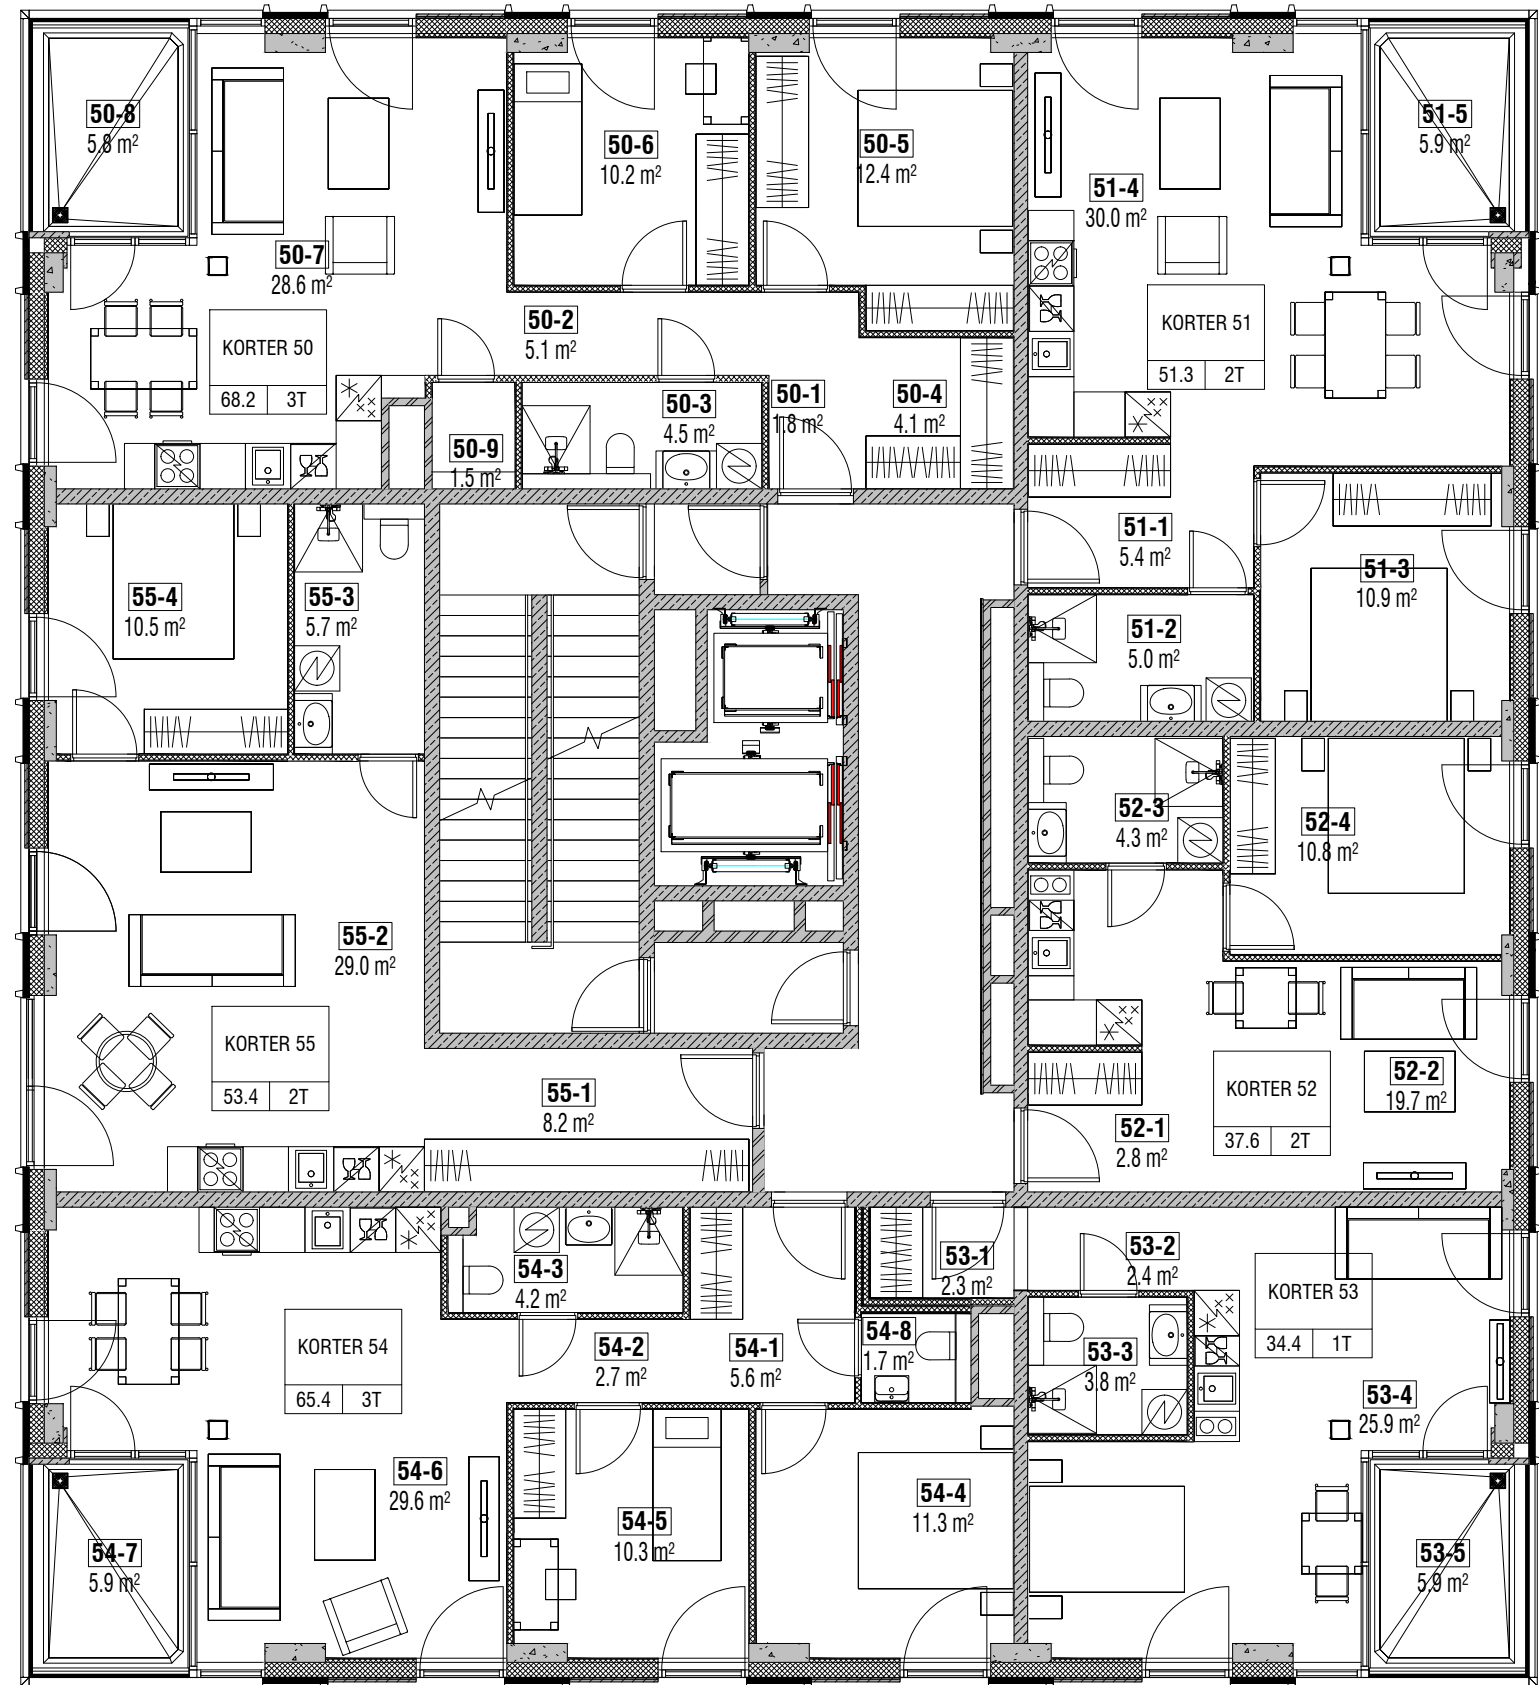 50-8
5.8 m²
50-6
10.2 m²
50-5
12.4 m²
51-4
30.0 m²
51-5
5.9 m²
50-7
28.6 m²
50-2
5.1 m²
KORTER 50
68.2 3T
KORTER 51
51.3 2T
50-9
1.5 m²
50-3
4.5 m²
50-1
1.8 m²
50-4
4.1 m²
51-1
5.4 m²
51-3
10.9 m²
55-4
10.5 m²
55-3
5.7 m²
51-2
5.0 m²
52-3
4.3 m²
52-4
10.8 m²
55-2
29.0 m²
KORTER 55
53.4 2T
55-1
8.2 m²
52-1
2.8 m²
KORTER 52
37.6 2T
52-2
19.7 m²
54-3
4.2 m²
53-1
2.3 m²
53-2
2.4 m²
KORTER 53
34.4 1T
KORTER 54
65.4 3T
54-2
2.7 m²
54-1
5.6 m²
54-8
1.7 m²
53-3
3.8 m²
53-4
25.9 m²
54-6
29.6 m²
54-5
10.3 m²
54-4
11.3 m²
54-7
5.9 m²
53-5
5.9 m²